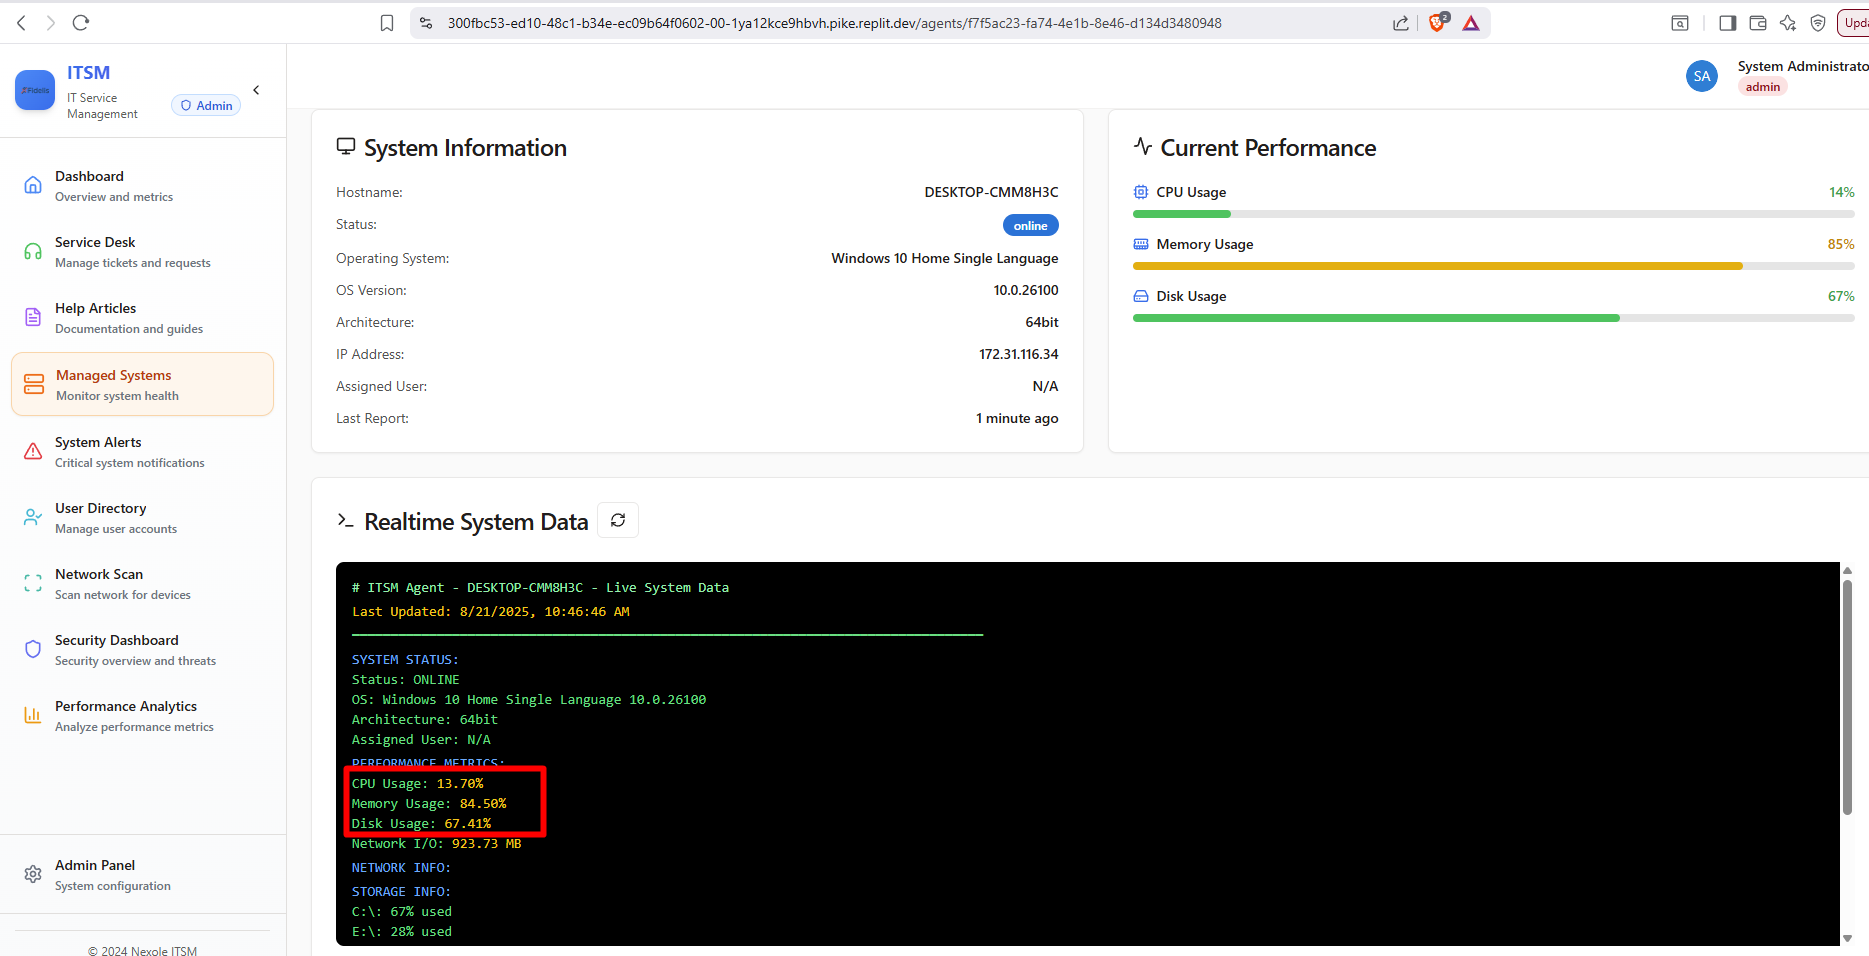 300fbc53-ed10-48c1-b34e-ec09b64f0602-00-1ya12kce9hbvh.pike.replit.dev/agents/f7f5ac23-fa74-4e1b-8e46-d134d3480948
2
Upda
Fidelis
ITSM
IT Service
Management
Admin
SA
System Administrato
admin
Dashboard
Overview and metrics
Service Desk
Manage tickets and requests
Help Articles
Documentation and guides
Managed Systems
Monitor system health
System Alerts
Critical system notifications
User Directory
Manage user accounts
Network Scan
Scan network for devices
Security Dashboard
Security overview and threats
Performance Analytics
Analyze performance metrics
Admin Panel
System configuration
© 2024 Nexole ITSM
System Information
Hostname: DESKTOP-CMM8H3C
Status: online
Operating System: Windows 10 Home Single Language
OS Version: 10.0.26100
Architecture: 64bit
IP Address: 172.31.116.34
Assigned User: N/A
Last Report: 1 minute ago
Current Performance
CPU Usage 14%
Memory Usage 85%
Disk Usage 67%
Realtime System Data
# ITSM Agent - DESKTOP-CMM8H3C - Live System Data
Last Updated: 8/21/2025, 10:46:46 AM
SYSTEM STATUS:
Status: ONLINE
OS: Windows 10 Home Single Language 10.0.26100
Architecture: 64bit
Assigned User: N/A
PERFORMANCE METRICS:
CPU Usage: 13.70%
Memory Usage: 84.50%
Disk Usage: 67.41%
Network I/O: 923.73 MB
NETWORK INFO:
STORAGE INFO:
C:\: 67% used
E:\: 28% used